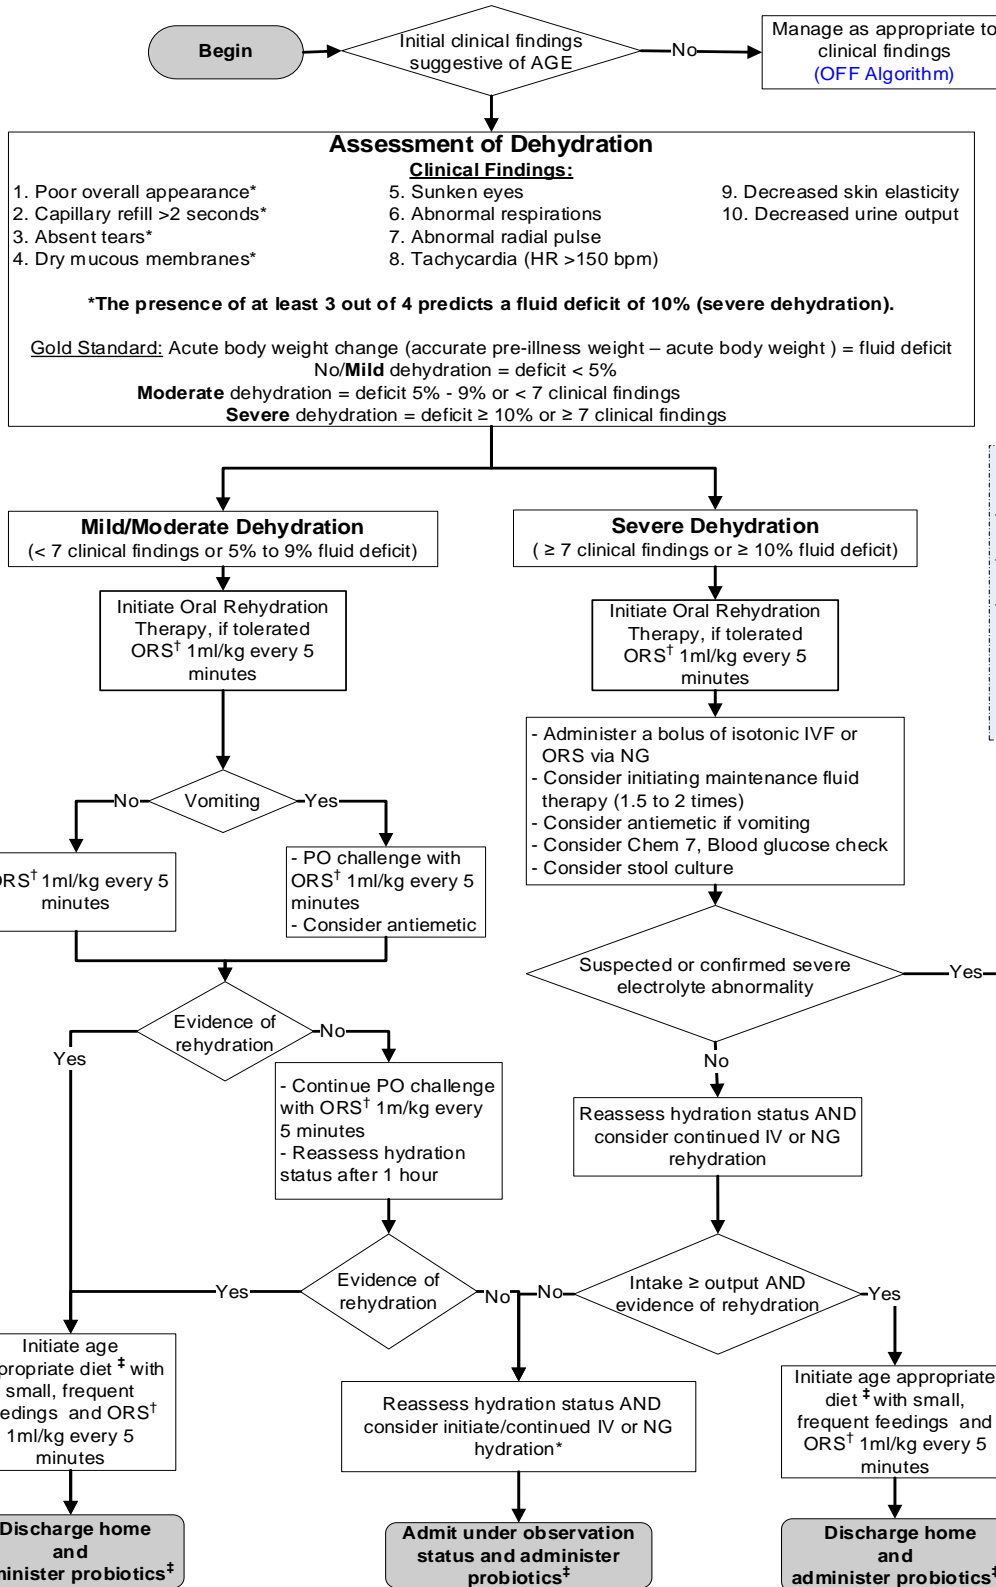 Begin
Initial clinical findings
suggestive of AGE
No
Manage as appropriate to
clinical findings
(OFF Algorithm)
Assessment of Dehydration
Clinical Findings:
1. Poor overall appearance*
2. Capillary refill >2 seconds*
3. Absent tears*
4. Dry mucous membranes*
5. Sunken eyes
6. Abnormal respirations
7. Abnormal radial pulse
8. Tachycardia (HR >150 bpm)
9. Decreased skin elasticity
10. Decreased urine output
*The presence of at least 3 out of 4 predicts a fluid deficit of 10% (severe dehydration).
Gold Standard: Acute body weight change (accurate pre-illness weight – acute body weight ) = fluid deficit
No/Mild dehydration = deficit < 5%
Moderate dehydration = deficit 5% - 9% or < 7 clinical findings
Severe dehydration = deficit ≥ 10% or ≥ 7 clinical findings
Mild/Moderate Dehydration
(< 7 clinical findings or 5% to 9% fluid deficit)
Severe Dehydration
( ≥ 7 clinical findings or ≥ 10% fluid deficit)
Initiate Oral Rehydration
Therapy, if tolerated
ORS† 1ml/kg every 5
minutes
Initiate Oral Rehydration
Therapy, if tolerated
ORS† 1ml/kg every 5
minutes
- Administer a bolus of isotonic IVF or
ORS via NG
- Consider initiating maintenance fluid
therapy (1.5 to 2 times)
- Consider antiemetic if vomiting
- Consider Chem 7, Blood glucose check
- Consider stool culture
No
Vomiting
Yes
ORS† 1ml/kg every 5
minutes
- PO challenge with
ORS† 1ml/kg every 5
minutes
- Consider antiemetic
Suspected or confirmed severe
electrolyte abnormality
Yes
No
Evidence of
rehydration
No
Yes
- Continue PO challenge
with ORS† 1m/kg every
5 minutes
- Reassess hydration
status after 1 hour
Reassess hydration status AND
consider continued IV or NG
rehydration
Yes
Evidence of
rehydration
No
No
Intake ≥ output AND
evidence of rehydration
Yes
Initiate age
propriate diet ‡ with
small, frequent
edings and ORS†
1ml/kg every 5
minutes
Reassess hydration status AND
consider initiate/continued IV or NG
hydration*
Initiate age appropriate
diet ‡ with small,
frequent feedings and
ORS† 1ml/kg every 5
minutes
Discharge home
and
minister probiotics‡
Admit under observation
status and administer
probiotics‡
Discharge home
and
administer probiotics‡